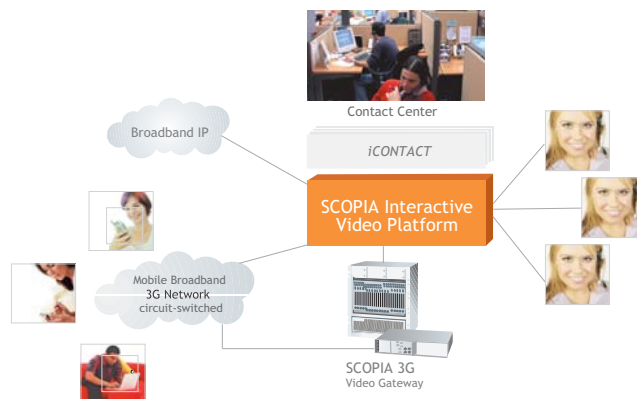 Contact Center
Broadband IP
iCONTACT
SCOPIA Interactive
Video Platform
Mobile Broadband
3G Network
circuit-switched
SCOPIA 3G
Video Gateway